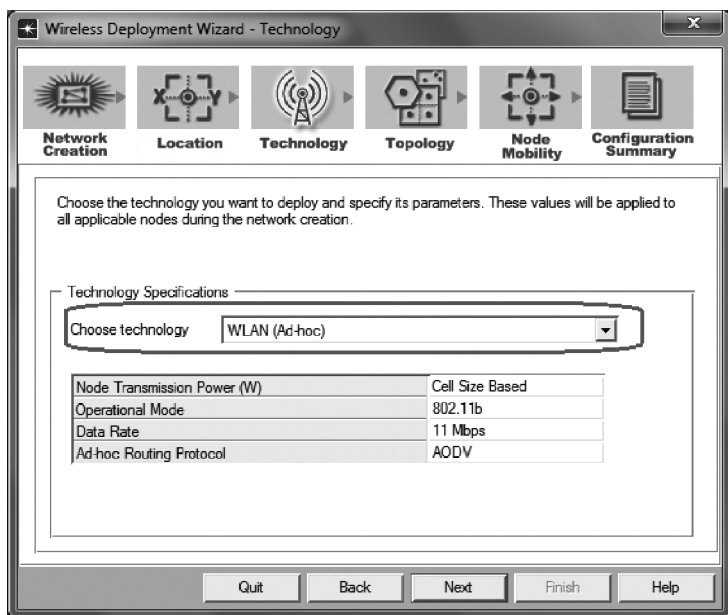 Wireless Deployment Wizard - Technology
X
X Y
Network Creation
Location
Technology
Topology
Node Mobility
Configuration Summary
Choose the technology you want to deploy and specify its parameters. These values will be applied to
all applicable nodes during the network creation.
Technology Specifications
Choose technology WLAN (Ad-hoc)
Node Transmission Power (W) Cell Size Based
Operational Mode 802.11b
Data Rate 11 Mbps
Ad-hoc Routing Protocol AODV
Quit Back Next Finish Help